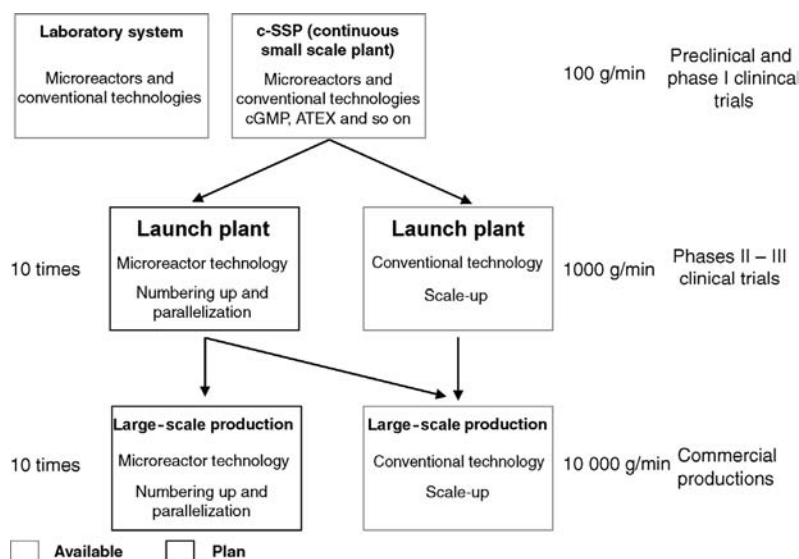 Laboratory system
Microreactors and
conventional technologies
c-SSP (continuous
small scale plant)
Microreactors and
conventional technologies
cGMP, ATEX and so on
100 g/min
Preclinical and
phase I clinincal
trials
10 times
Launch plant
Microreactor technology
Numbering up and
parallelization
Launch plant
Conventional technology
Scale-up
1000 g/min
Phases II – III
clinical trials
10 times
Large-scale production
Microreactor technology
Numbering up and
parallelization
Large-scale production
Conventional technology
Scale-up
10 000 g/min
Commercial
productions
Available
Plan